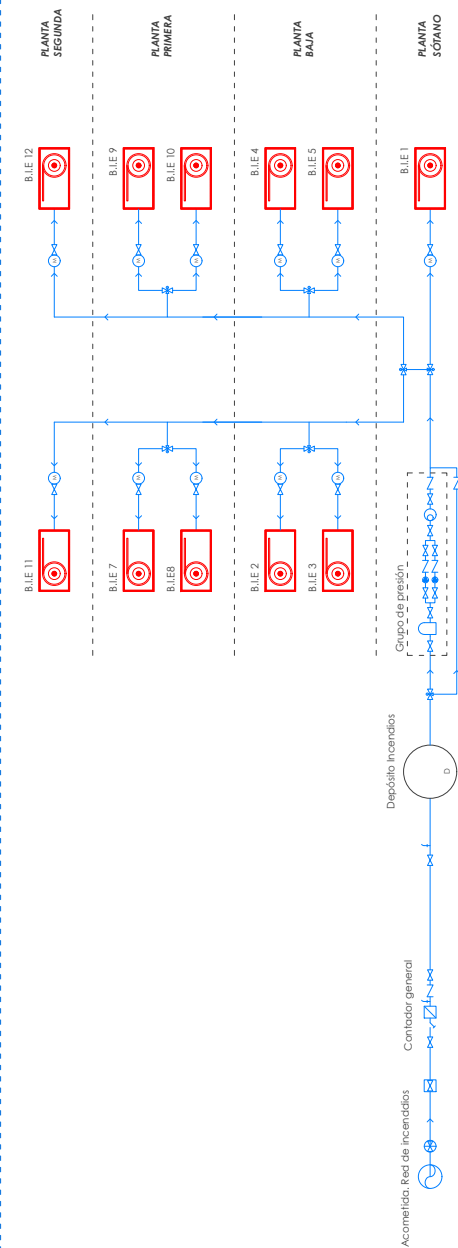 PLANTA
SEGUNDA
PLANTA
PRIMERA
PLANTA
BAJA
PLANTA
SÓTANO
B.I.E 12
B.I.E 9
B.I.E 10
B.I.E 4
B.I.E 5
B.I.E 1
M
M
M
M
M
M
M
M
M
M
M
B.I.E 11
B.I.E 7
B.I.E8
B.I.E 2
B.I.E 3
Grupo de presión
Depósito Incendios
D
Contador general
Acometida. Red de incenddios